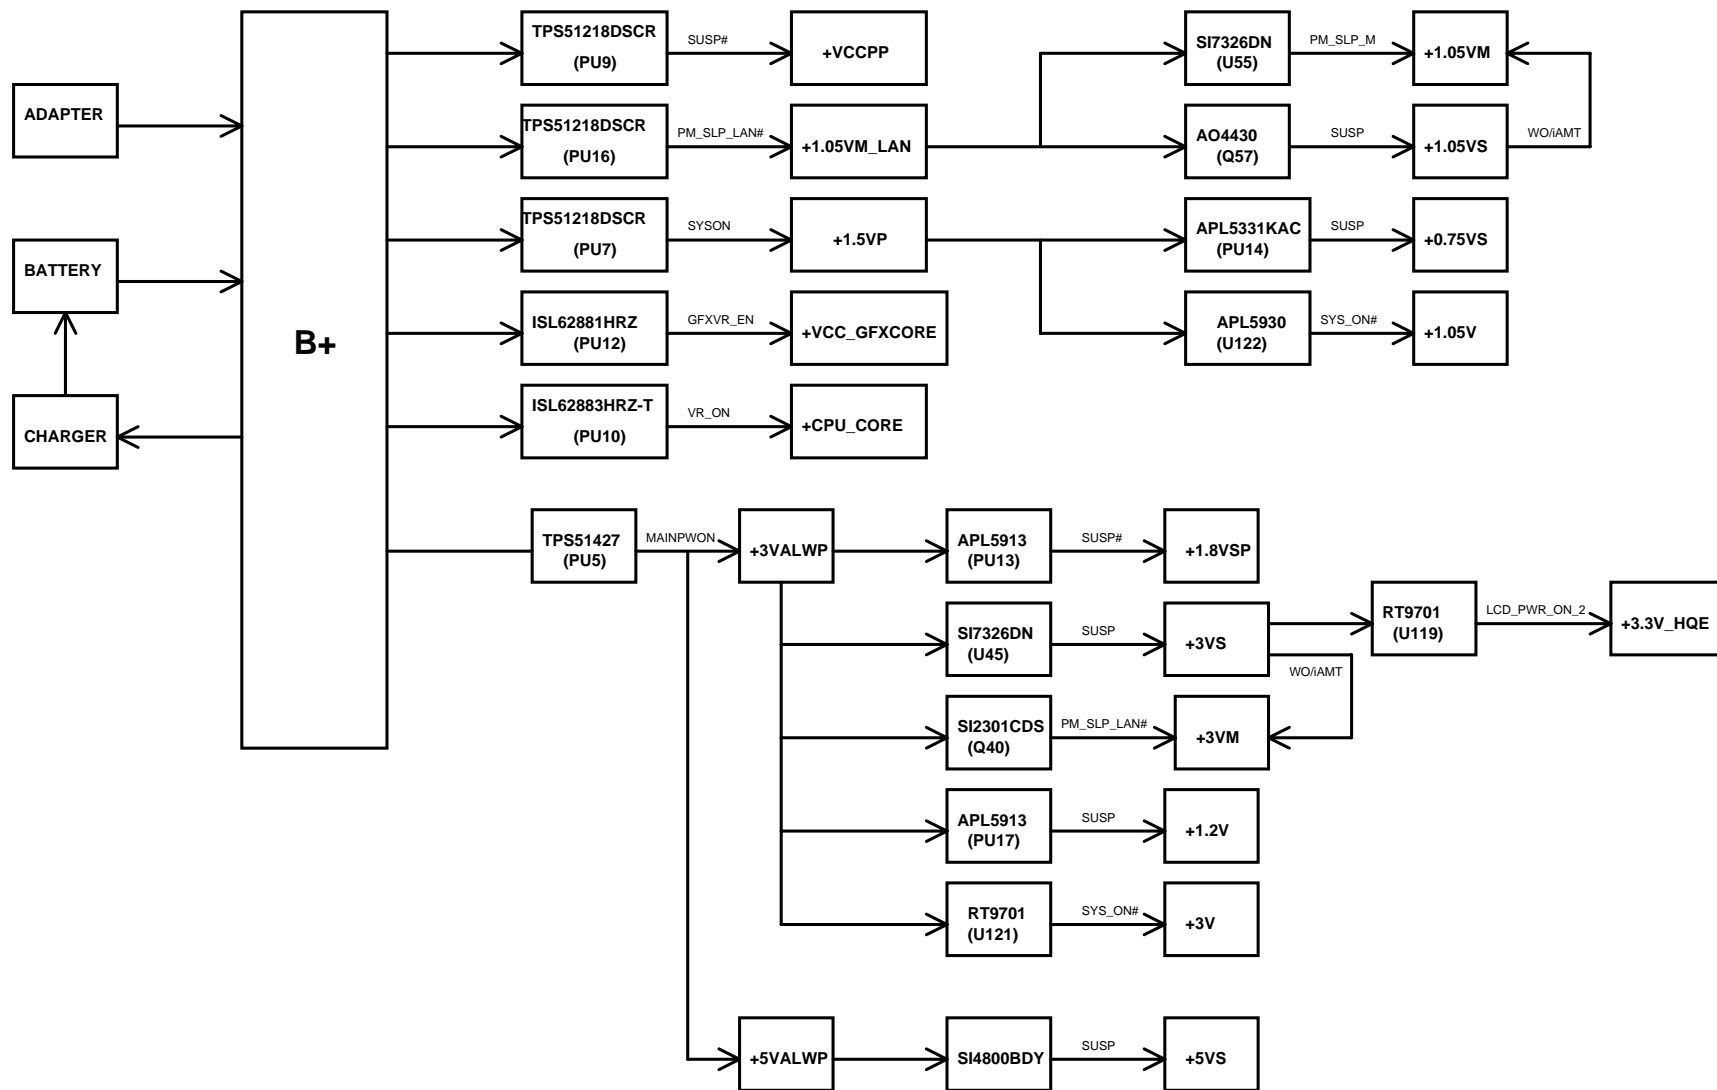 ADAPTER
BATTERY
CHARGER
B+
TPS51218DSCR
(PU9)
SUSP#
+VCCPP
TPS51218DSCR
(PU16)
PM_SLP_LAN#
+1.05VM_LAN
SI7326DN
(U55)
PM_SLP_M
+1.05VM
AO4430
(Q57)
SUSP
+1.05VS
WO/iAMT
TPS51218DSCR
(PU7)
SYSON
+1.5VP
APL5331KAC
(PU14)
SUSP
+0.75VS
APL5930
(U122)
SYS_ON#
+1.05V
ISL62881HRZ
(PU12)
GFXVR_EN
+VCC_GFXCORE
ISL62883HRZ-T
(PU10)
VR_ON
+CPU_CORE
TPS51427
(PU5)
MAINPWON
+3VALWP
APL5913
(PU13)
SUSP#
+1.8VSP
SI7326DN
(U45)
SUSP
+3VS
RT9701
(U119)
LCD_PWR_ON_2
+3.3V_HQE
WO/iAMT
SI2301CDS
(Q40)
PM_SLP_LAN#
+3VM
APL5913
(PU17)
SUSP
+1.2V
RT9701
(U121)
SYS_ON#
+3V
+5VALWP
SI4800BDY
SUSP
+5VS